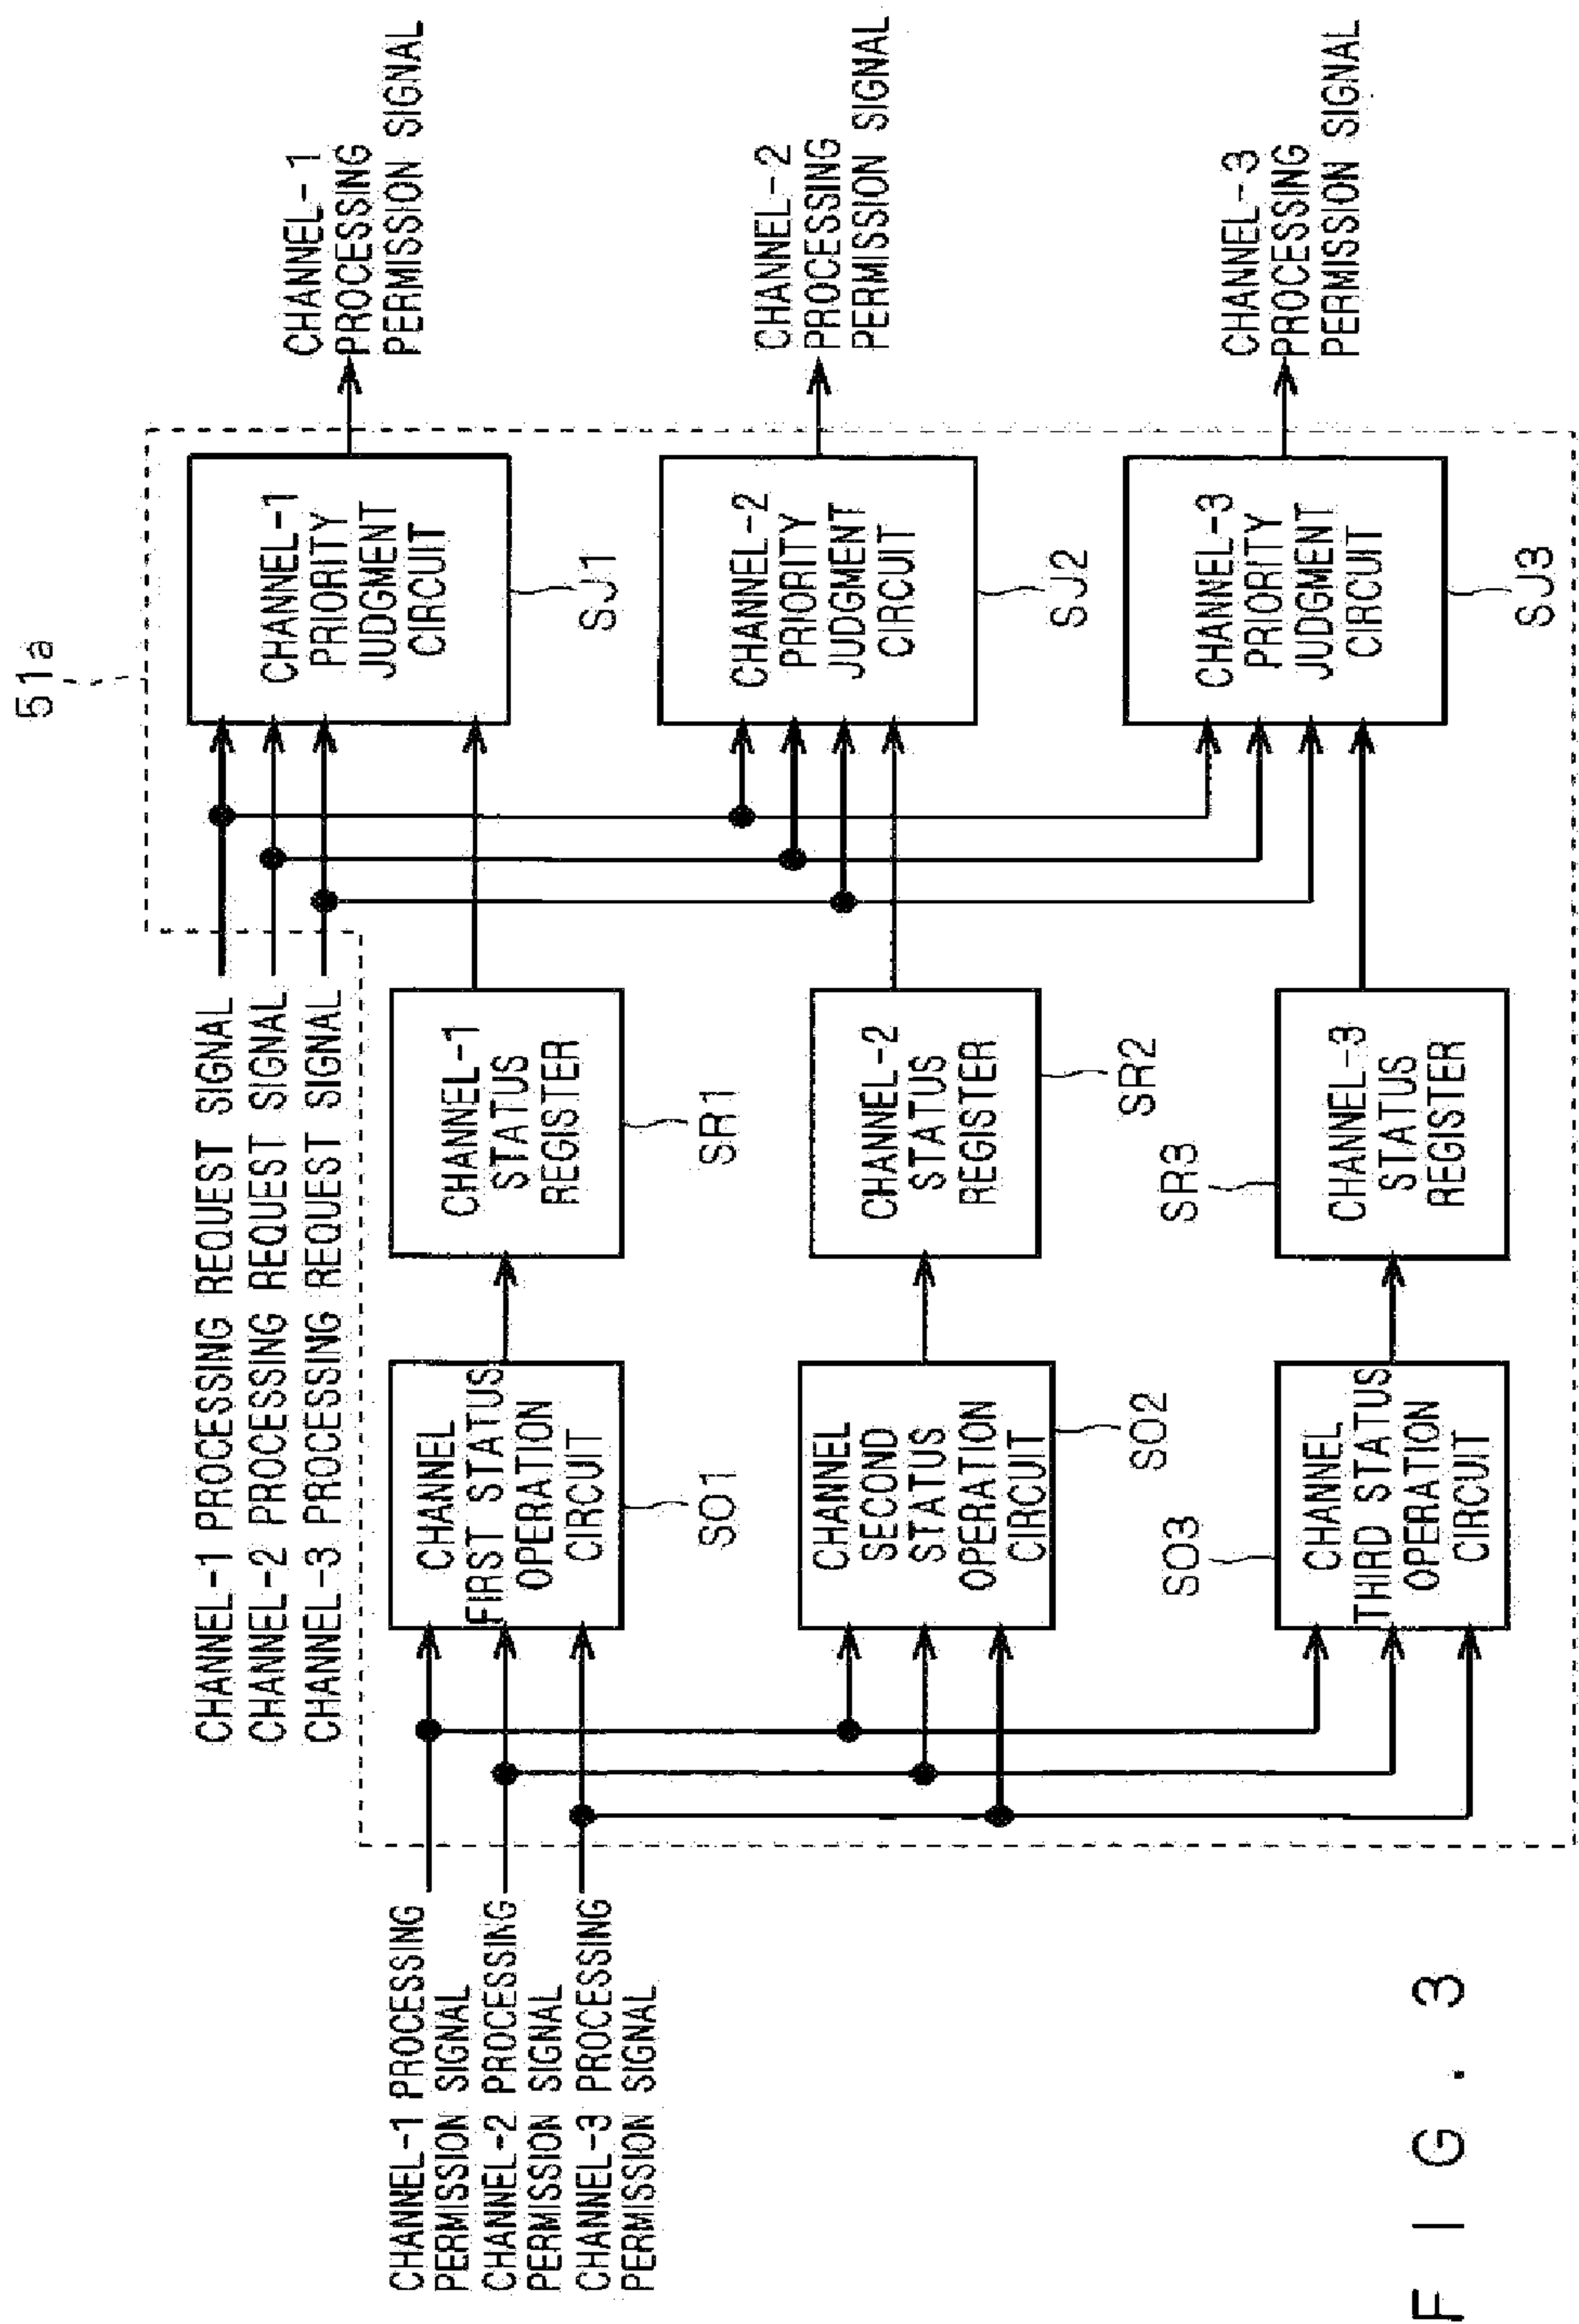 51a
CHANNEL-1 PROCESSING REQUEST SIGNAL
CHANNEL-2 PROCESSING REQUEST SIGNAL
CHANNEL-3 PROCESSING REQUEST SIGNAL
CHANNEL-1 PROCESSING
PERMISSION SIGNAL
CHANNEL-2 PROCESSING
PERMISSION SIGNAL
CHANNEL-3 PROCESSING
PERMISSION SIGNAL
CHANNEL
FIRST STATUS
OPERATION
CIRCUIT
SO1
CHANNEL-1
STATUS
REGISTER
SR1
CHANNEL-1
PRIORITY
JUDGMENT
CIRCUIT
SJ1
CHANNEL-1
PROCESSING
PERMISSION SIGNAL
CHANNEL
SECOND
STATUS
OPERATION
CIRCUIT
SO2
CHANNEL-2
STATUS
REGISTER
SR2
CHANNEL-2
PRIORITY
JUDGMENT
CIRCUIT
SJ2
CHANNEL-2
PROCESSING
PERMISSION SIGNAL
SO3
CHANNEL
THIRD STATUS
OPERATION
CIRCUIT
SR3
CHANNEL-3
STATUS
REGISTER
CHANNEL-3
PRIORITY
JUDGMENT
CIRCUIT
SJ3
CHANNEL-3
PROCESSING
PERMISSION SIGNAL
FIG. 3